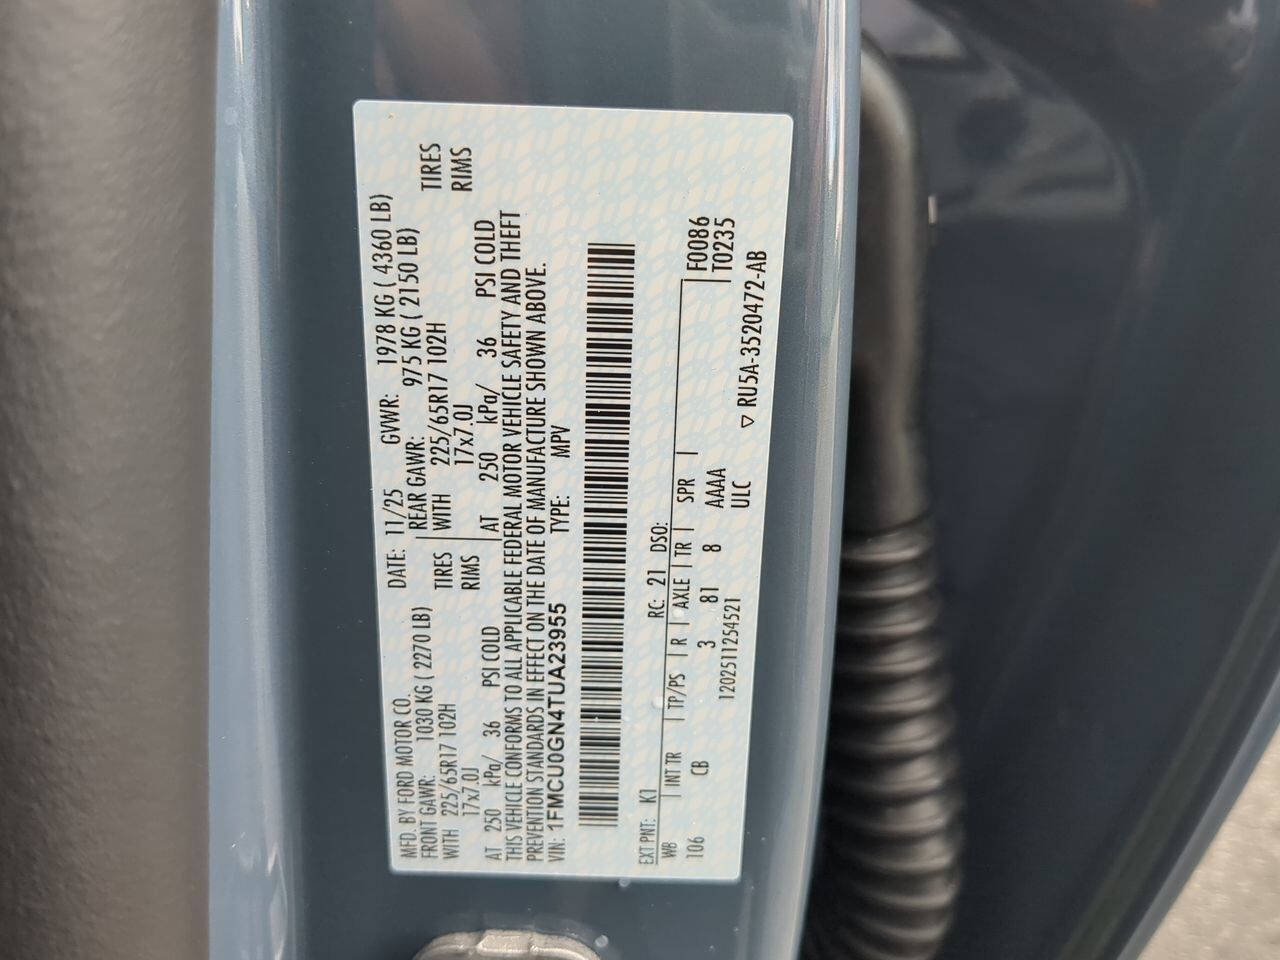 MFD. BY FORD MOTOR CO. DATE: 11/25 GVWR: 1978 KG ( 4360 LB)
FRONT GAWR: 1030 KG ( 2270 LB) REAR GAWR: 975 KG ( 2150 LB)
WITH 225/65R17 102H TIRES WITH 225/65R17 102H TIRES
17x7.0J RIMS 17x7.0J RIMS
AT 250 kPa/ 36 PSI COLD AT 250 kPa/ 36 PSI COLD
THIS VEHICLE CONFORMS TO ALL APPLICABLE FEDERAL MOTOR VEHICLE SAFETY AND THEFT
PREVENTION STANDARDS IN EFFECT ON THE DATE OF MANUFACTURE SHOWN ABOVE.
VIN: 1FMCU0GN4TUA23955 TYPE: MPV
EXT PNT: K1 RC: 21 DSO: F0086
WB | INT TR | TP/PS | R | AXLE | TR | SPR | T0235
106 CB 3 81 8 AAAA
120251125452​1 ULC ▽ RU5A-3520472-AB